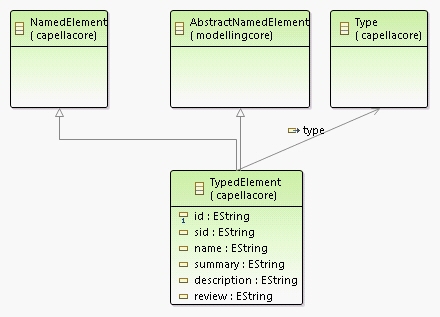 NamedElement
( capellacore)
AbstractNamedElement
( modellingcore)
Type
( capellacore)
type
TypedElement
( capellacore)
id : EString
sid : EString
name : EString
summary : EString
description : EString
review : EString